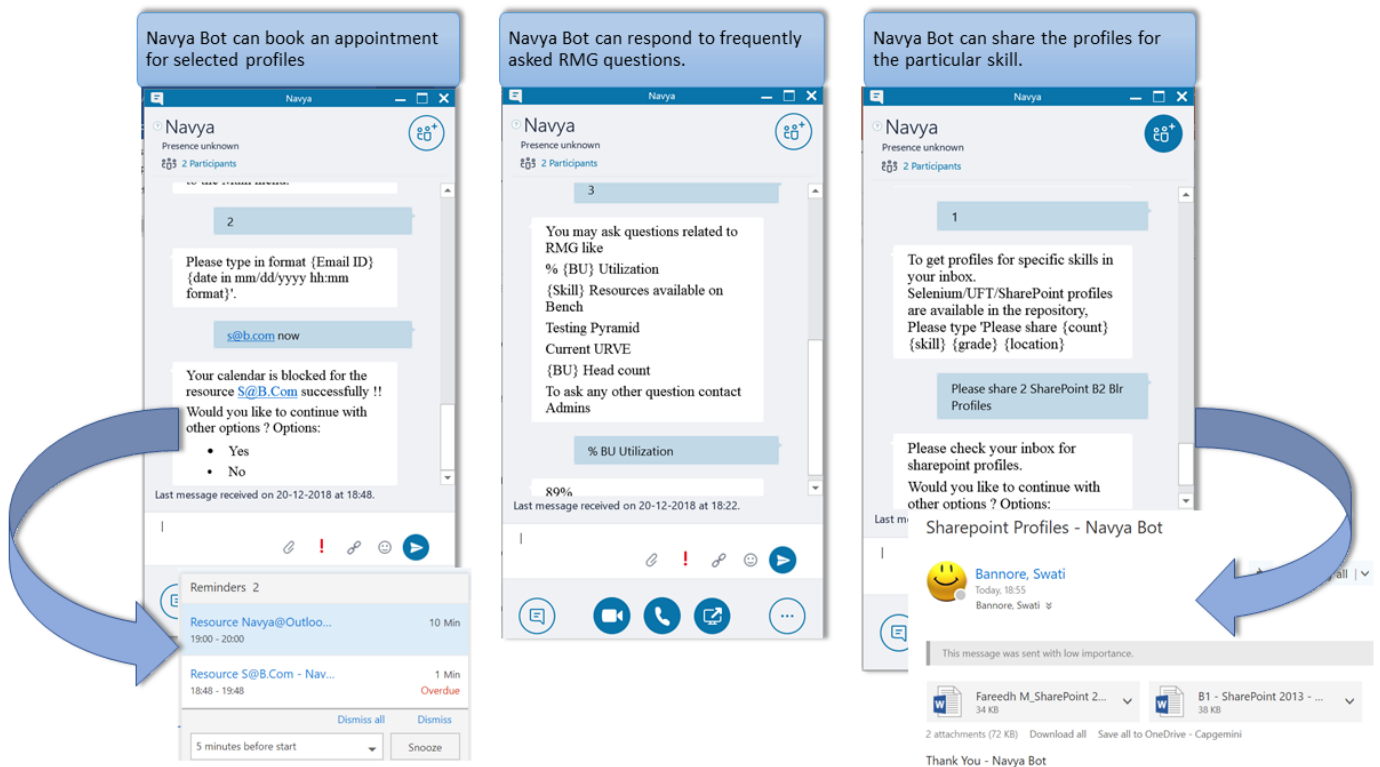 Navya Bot can book an appointment
for selected profiles
Navya
Navya
Presence unknown
2 Participants
to the Main menu.
2
Please type in format {Email ID}
{date in mm/dd/yyyy hh:mm
format}'.
s@b.com now
Your calendar is blocked for the
resource S@B.Com successfully !!
Would you like to continue with
other options ? Options:
• Yes
• No
Last message received on 20-12-2018 at 18:48.
Reminders 2
Resource Navya@Outloo... 10 Min
19:00 - 20:00
Resource S@B.Com - Nav... 1 Min
18:48 - 19:48 Overdue
Dismiss all Dismiss
5 minutes before start Snooze
Navya Bot can respond to frequently
asked RMG questions.
Navya
Navya
Presence unknown
2 Participants
3
You may ask questions related to
RMG like
% {BU} Utilization
{Skill} Resources available on
Bench
Testing Pyramid
Current URVE
{BU} Head count
To ask any other question contact
Admins
% BU Utilization
89%
Last message received on 20-12-2018 at 18:22.
Navya Bot can share the profiles for
the particular skill.
Navya
Navya
Presence unknown
2 Participants
1
To get profiles for specific skills in
your inbox.
Selenium/UFT/SharePoint profiles
are available in the repository,
Please type 'Please share {count}
{skill} {grade} {location}
Please share 2 SharePoint B2 Blr
Profiles
Please check your inbox for
sharepoint profiles.
Would you like to continue with
other options ? Options:
Last
Sharepoint Profiles - Navya Bot
Bannore, Swati
Today, 18:55
Bannore, Swati
all
This message was sent with low importance.
Fareedh M_SharePoint 2...
34 KB
B1 - SharePoint 2013 - ...
38 KB
2 attachments (72 KB) Download all Save all to OneDrive - Capgemini
Thank You - Navya Bot